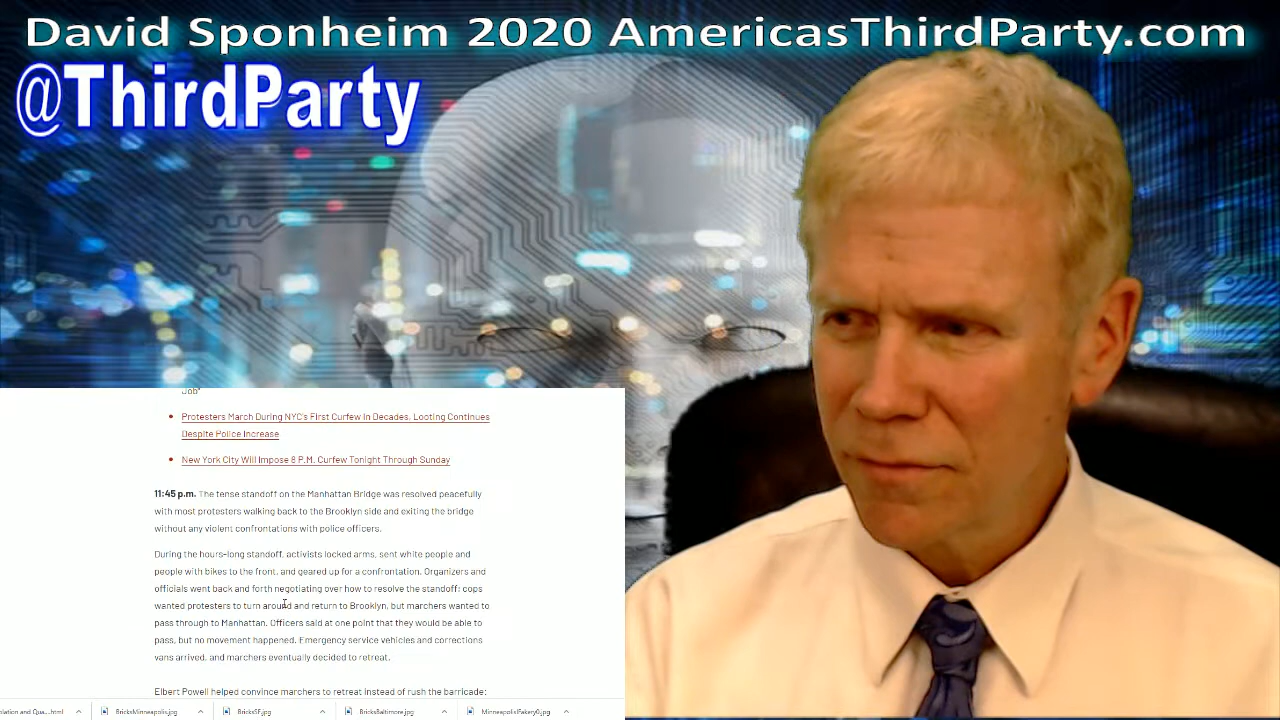 David Sponheim 2020 AmericasThirdParty.com
@ThirdParty
Job"
Protesters March During NYC's First Curfew In Decades, Looting Continues
Despite Police Increase
New York City Will Impose 8 P.M. Curfew Tonight Through Sunday
11:45 p.m. The tense standoff on the Manhattan Bridge was resolved peacefully
with most protesters walking back to the Brooklyn side and exiting the bridge
without any violent confrontations with police officers.
During the hours-long standoff, activists locked arms, sent white people and
people with bikes to the front, and geared up for a confrontation. Organizers and
officials went back and forth negotiating over how to resolve the standoff; cops
wanted protesters to turn around and return to Brooklyn, but marchers wanted to
pass through to Manhattan. Officers said at one point that they would be able to
pass, but no movement happened. Emergency service vehicles and corrections
vans arrived, and marchers eventually decided to retreat.
Elbert Powell helped convince marchers to retreat instead of rush the barricade:
olation and Qua....html
BricksMinneapolis.jpg
BricksSF.jpg
BricksBaltimore.jpg
MinneapolisFakery01.jpg